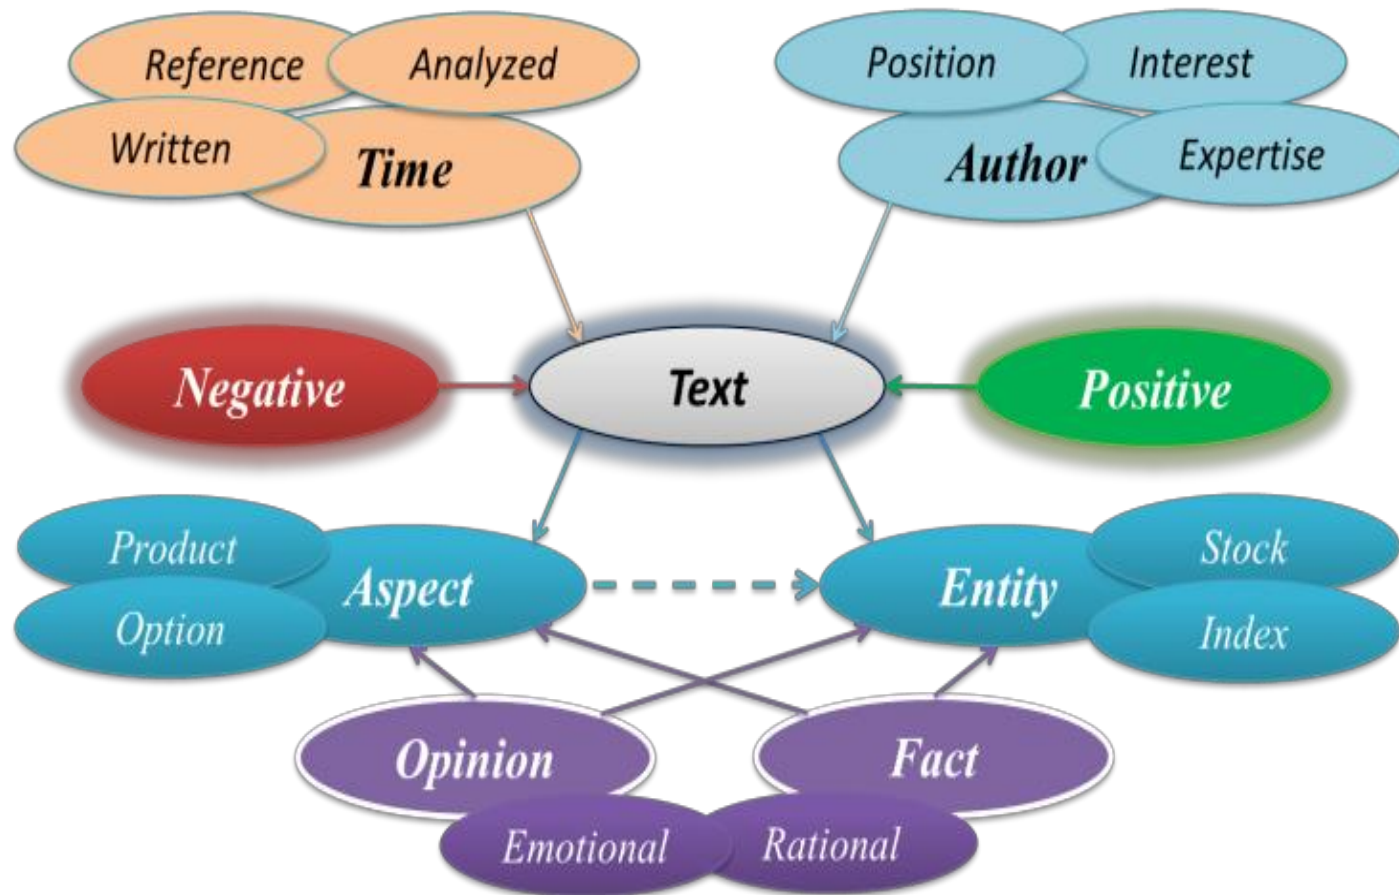 Reference
Analyzed
Written
Time
Position
Interest
Author
Expertise
Negative
Text
Positive
Product
Aspect
Option
Entity
Stock
Index
Opinion
Fact
Emotional
Rational